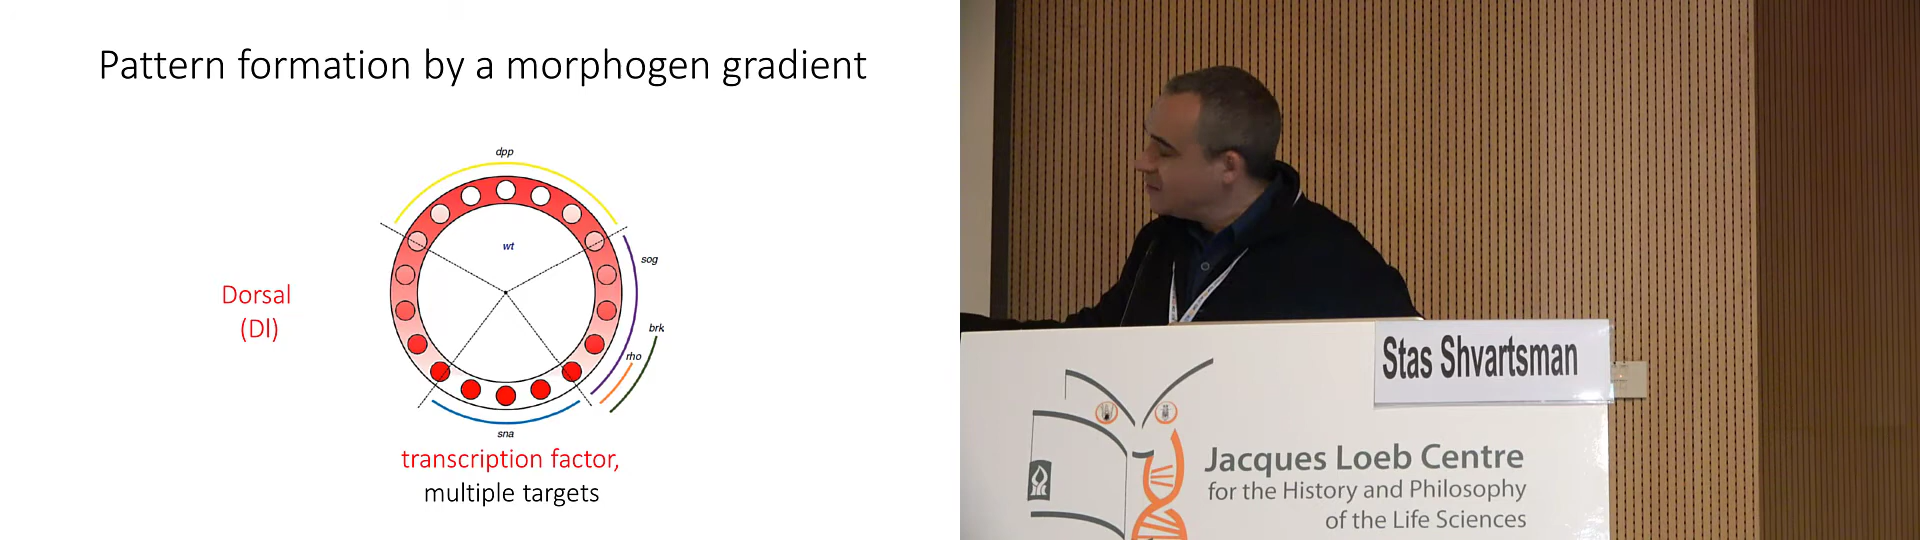 Pattern formation by a morphogen gradient
dpp
wt
sog
Dorsal
(Dl)
brk
rho
sna
transcription factor,
multiple targets
Stas Shvartsman
Jacques Loeb Centre
for the History and Philosophy
of the Life Sciences